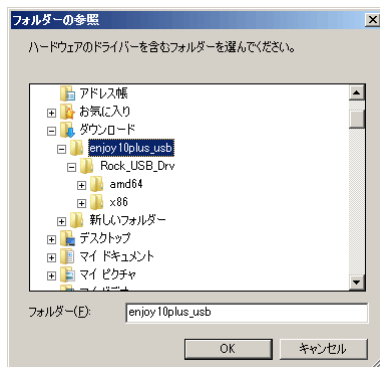 フォルダーの参照
ハードウェアのドライバーを含むフォルダーを選んでください。
アドレス帳
お気に入り
ダウンロード
enjoy10plus_usb
Rock_USB_Drv
amd64
x86
新しいフォルダー
デスクトップ
マイ ドキュメント
マイ ピクチャ
フォルダー(F):
enjoy10plus_usb
OK キャンセル